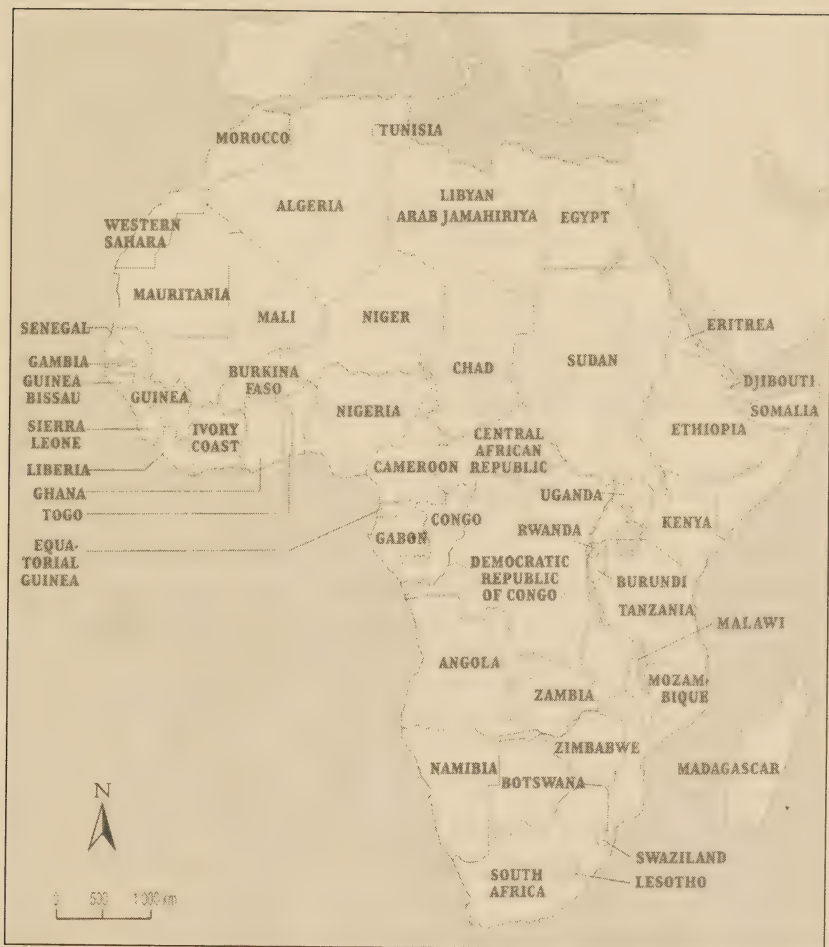 MOROCCO
TUNISIA
ALGERIA
LIBYAN
ARAB JAMAHIRIYA
EGYPT
WESTERN
SAHARA
MAURITANIA
MALI
NIGER
CHAD
SUDAN
ERITREA
SENEGAL
GAMBIA
GUINEA
BISSAU
GUINEA
BURKINA
FASO
NIGERIA
DJIBOUTI
SOMALIA
ETHIOPIA
SIERRA
LEONE
IVORY
COAST
LIBERIA
GHANA
TOGO
CAMEROON
CENTRAL
AFRICAN
REPUBLIC
UGANDA
KENYA
EQUA-
TORIAL
GUINEA
GABON
CONGO
RWANDA
DEMOCRATIC
REPUBLIC
OF CONGO
BURUNDI
TANZANIA
MALAWI
ANGOLA
ZAMBIA
MOZAM-
BIQUE
ZIMBABWE
NAMIBIA
BOTSWANA
MADAGASCAR
N
SWAZILAND
LESOTHO
SOUTH
AFRICA
0 500 1 000 km